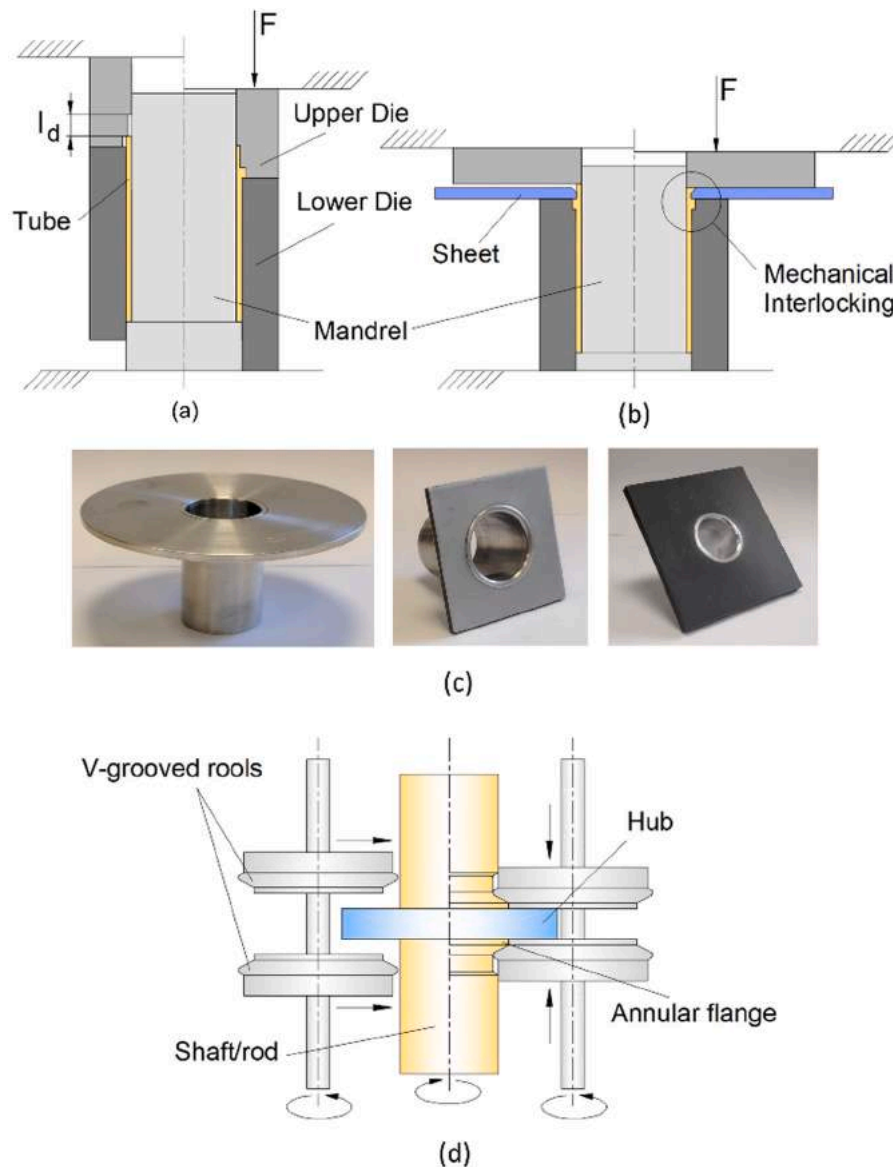 F
l_d
Upper Die
Lower Die
Tube
Mandrel
(a)
F
Sheet
Mechanical
Interlocking
(b)
(c)
V-grooved rools
Hub
Annular flange
Shaft/rod
(d)